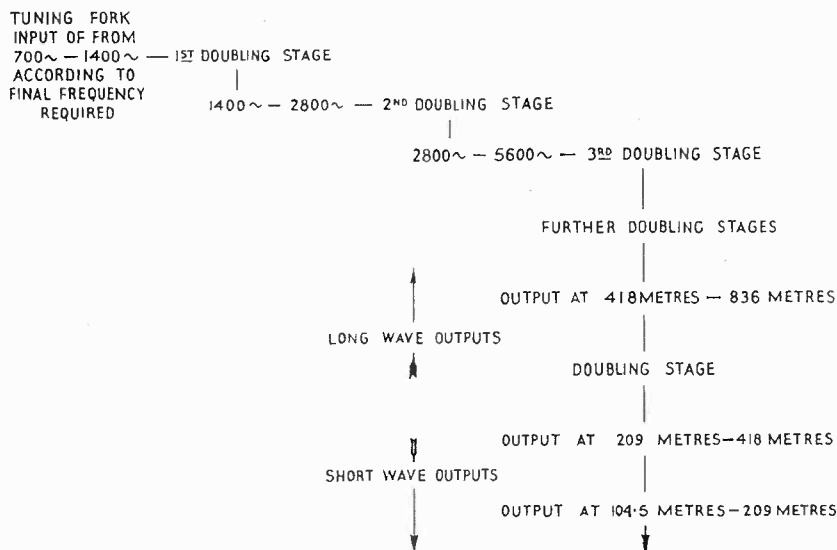 TUNING FORK
INPUT OF FROM
700~ — 1400~ — 1ST DOUBLING STAGE
ACCORDING TO
FINAL FREQUENCY
REQUIRED
1400~ — 2800~ — 2ND DOUBLING STAGE
2800~ — 5600~ — 3RD DOUBLING STAGE
FURTHER DOUBLING STAGES
OUTPUT AT 418 METRES — 836 METRES
LONG WAVE OUTPUTS
DOUBLING STAGE
OUTPUT AT 209 METRES—418 METRES
SHORT WAVE OUTPUTS
OUTPUT AT 104·5 METRES—209 METRES